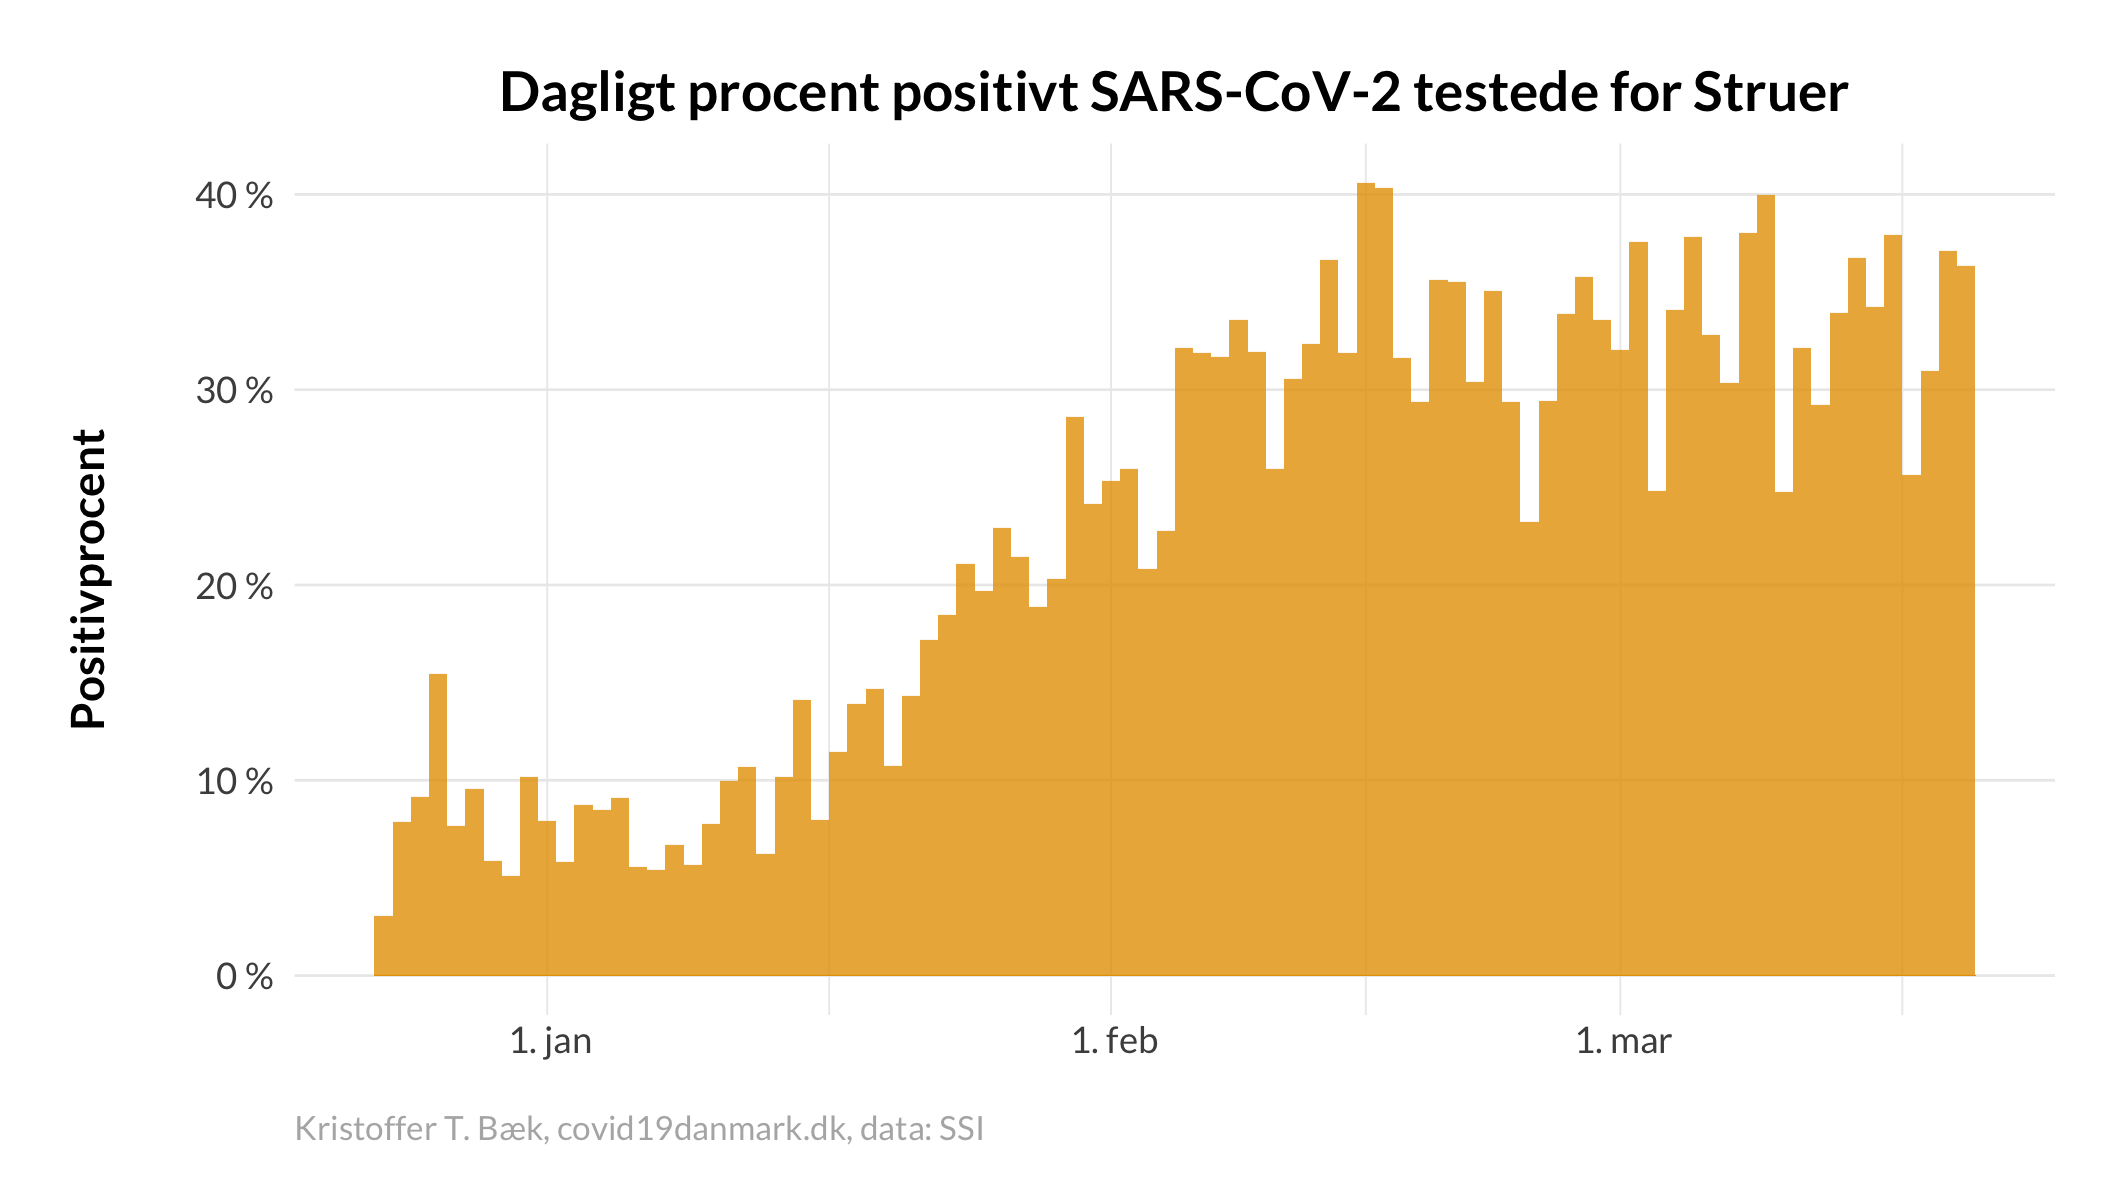 Dagligt procent positivt SARS-CoV-2 testede for Struer
Positivprocent
40 %
30 %
20 %
10 %
0 %
1. jan
1. feb
1. mar
Kristoffer T. Bæk, covid19danmark.dk, data: SSI